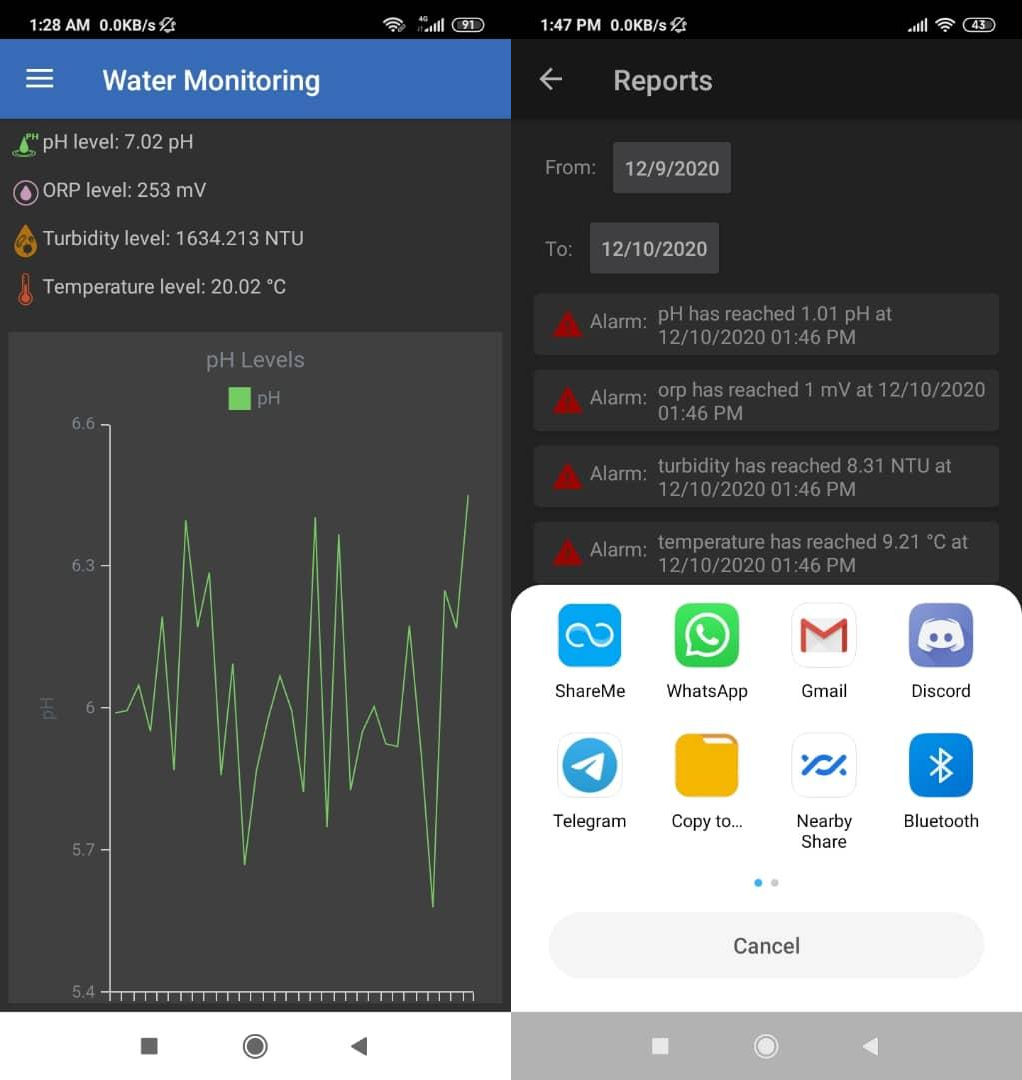 1:28 AM 0.0KB/s 4G 91
Water Monitoring
PH pH level: 7.02 pH
ORP level: 253 mV
Turbidity level: 1634.213 NTU
Temperature level: 20.02 °C
pH Levels
pH
6.6
6.3
6
5.7
5.4
pH
1:47 PM 0.0KB/s 43
Reports
From: 12/9/2020
To: 12/10/2020
Alarm: pH has reached 1.01 pH at
12/10/2020 01:46 PM
Alarm: orp has reached 1 mV at 12/10/2020
01:46 PM
Alarm: turbidity has reached 8.31 NTU at
12/10/2020 01:46 PM
Alarm: temperature has reached 9.21 °C at
12/10/2020 01:46 PM
ShareMe WhatsApp Gmail Discord
Telegram Copy to... Nearby Bluetooth
Share
Cancel